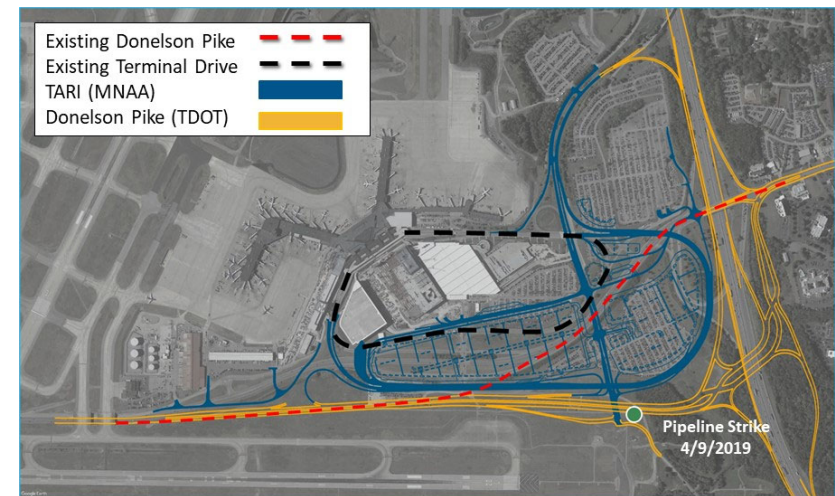 Existing Donelson Pike
Existing Terminal Drive
TARI (MNAA)
Donelson Pike (TDOT)
Pipeline Strike
4/9/2019